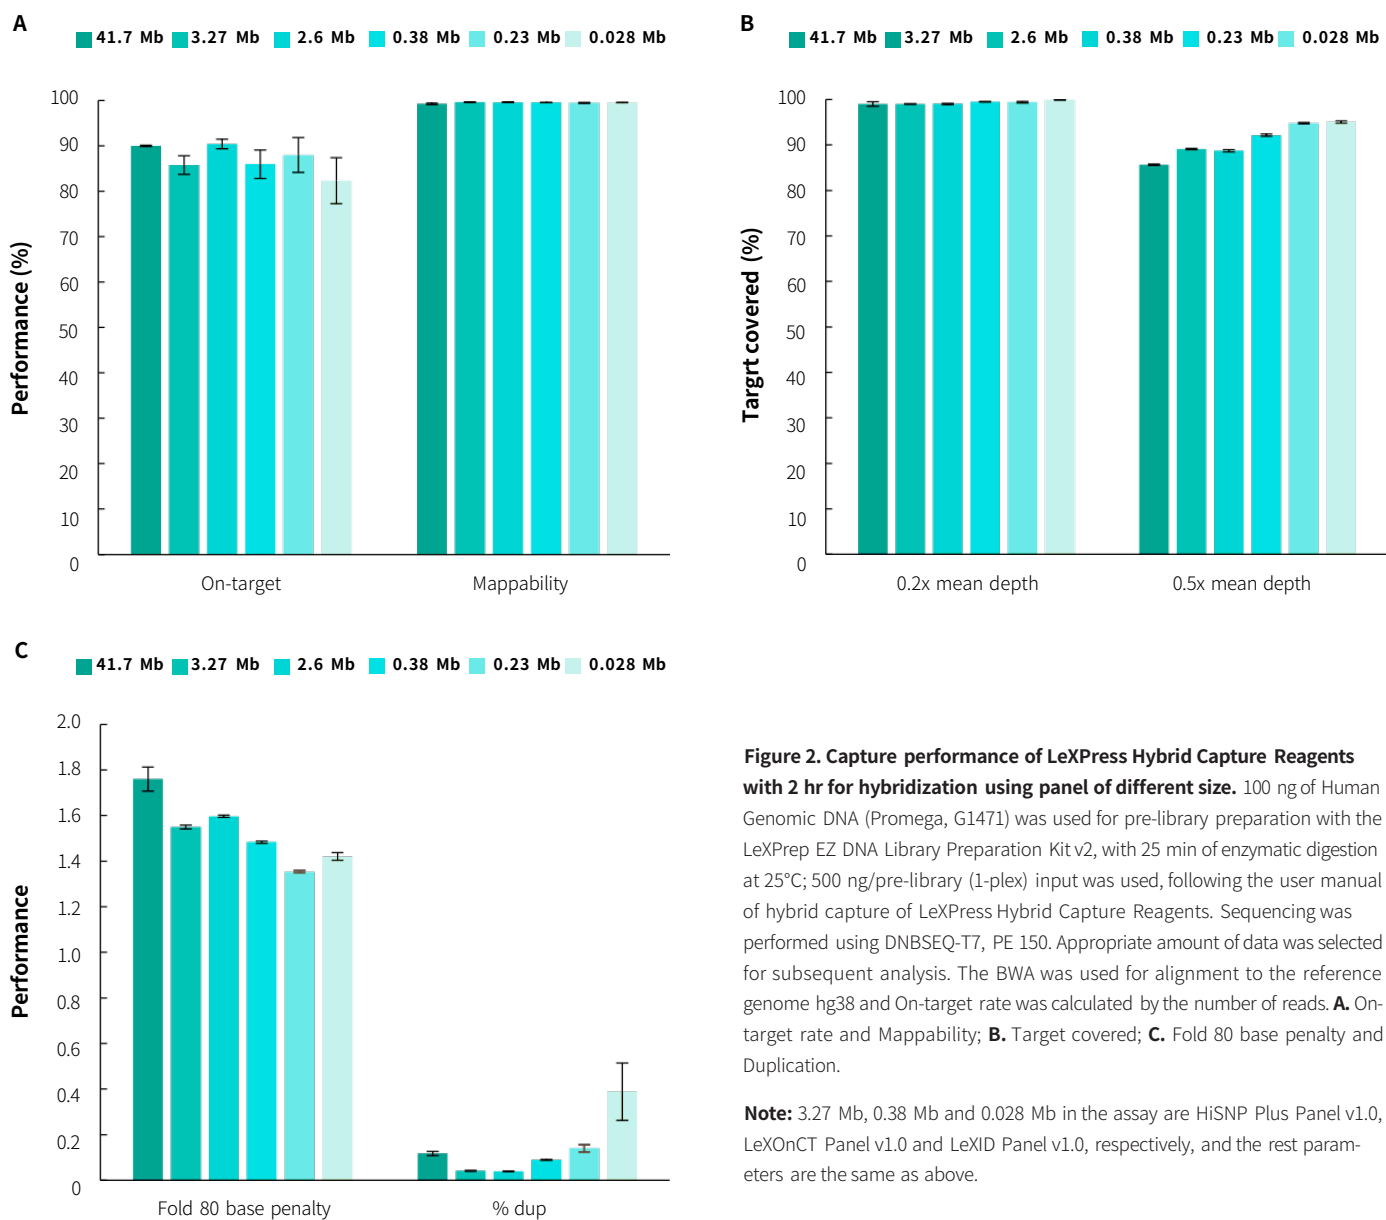 A
41.7 Mb 3.27 Mb 2.6 Mb 0.38 Mb 0.23 Mb 0.028 Mb
Performance (%)
100
90
80
70
60
50
40
30
20
10
0
On-target Mappability
B
41.7 Mb 3.27 Mb 2.6 Mb 0.38 Mb 0.23 Mb 0.028 Mb
Targrt covered (%)
100
90
80
70
60
50
40
30
20
10
0
0.2x mean depth 0.5x mean depth
C
41.7 Mb 3.27 Mb 2.6 Mb 0.38 Mb 0.23 Mb 0.028 Mb
Performance
2.0
1.8
1.6
1.4
1.2
1.0
0.8
0.6
0.4
0.2
0
Fold 80 base penalty % dup
Figure 2. Capture performance of LeXPress Hybrid Capture Reagents
with 2 hr for hybridization using panel of different size. 100 ng of Human
Genomic DNA (Promega, G1471) was used for pre-library preparation with the
LeXPrep EZ DNA Library Preparation Kit v2, with 25 min of enzymatic digestion
at 25°C; 500 ng/pre-library (1-plex) input was used, following the user manual
of hybrid capture of LeXPress Hybrid Capture Reagents. Sequencing was
performed using DNBSEQ-T7, PE 150. Appropriate amount of data was selected
for subsequent analysis. The BWA was used for alignment to the reference
genome hg38 and On-target rate was calculated by the number of reads. A. On-
target rate and Mappability; B. Target covered; C. Fold 80 base penalty and
Duplication.
Note: 3.27 Mb, 0.38 Mb and 0.028 Mb in the assay are HiSNP Plus Panel v1.0,
LeXOnCT Panel v1.0 and LeXID Panel v1.0, respectively, and the rest param-
eters are the same as above.